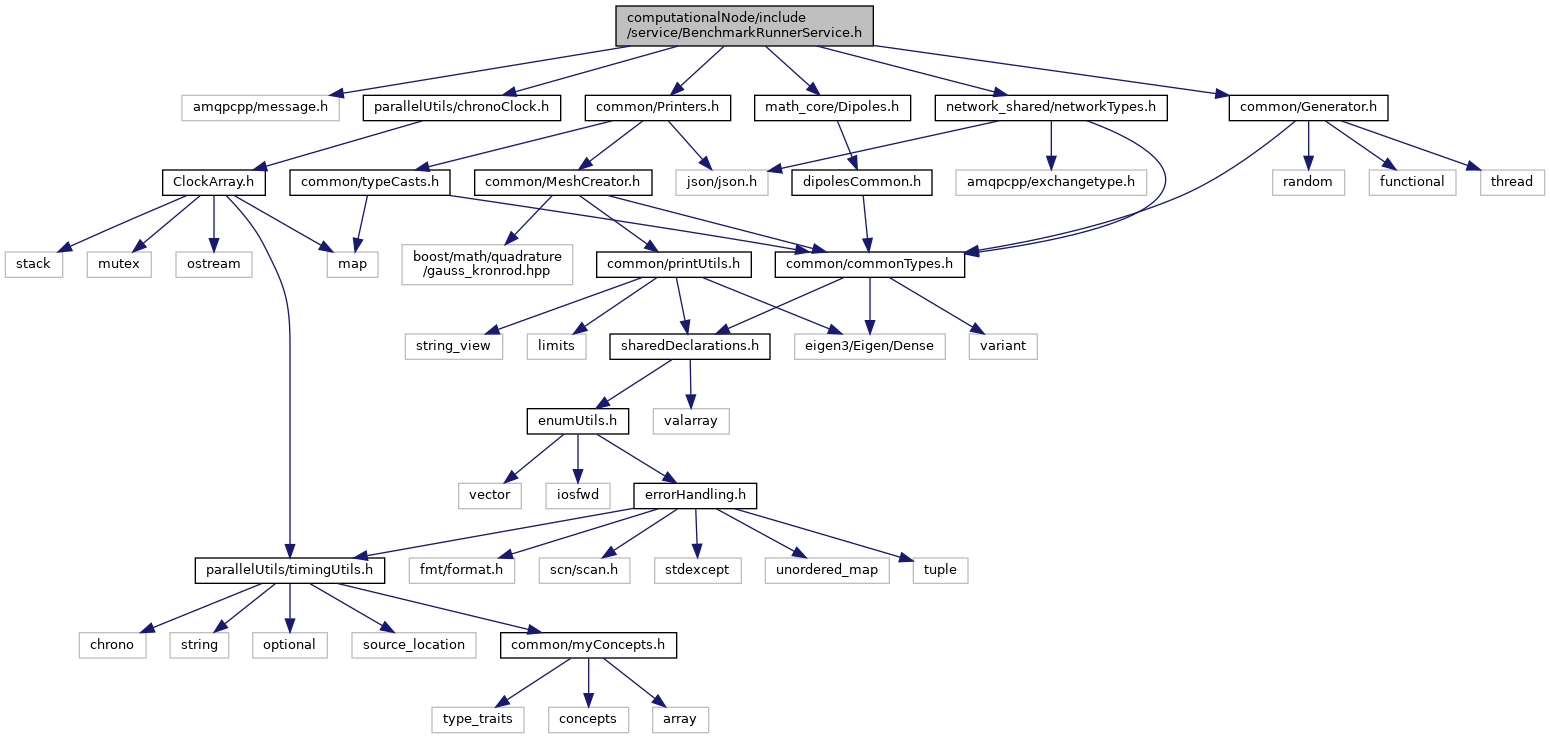 computationalNode/include
/service/BenchmarkRunnerService.h
amqpcpp/message.h
parallelUtils/chronoClock.h
common/Printers.h
math_core/Dipoles.h
network_shared/networkTypes.h
common/Generator.h
ClockArray.h
common/typeCasts.h
common/MeshCreator.h
json/json.h
dipolesCommon.h
amqpcpp/exchangetype.h
random
functional
thread
stack
mutex
ostream
map
boost/math/quadrature
/gauss_kronrod.hpp
common/printUtils.h
common/commonTypes.h
string_view
limits
sharedDeclarations.h
eigen3/Eigen/Dense
variant
enumUtils.h
valarray
vector
iosfwd
errorHandling.h
parallelUtils/timingUtils.h
fmt/format.h
scn/scan.h
stdexcept
unordered_map
tuple
chrono
string
optional
source_location
common/myConcepts.h
type_traits
concepts
array